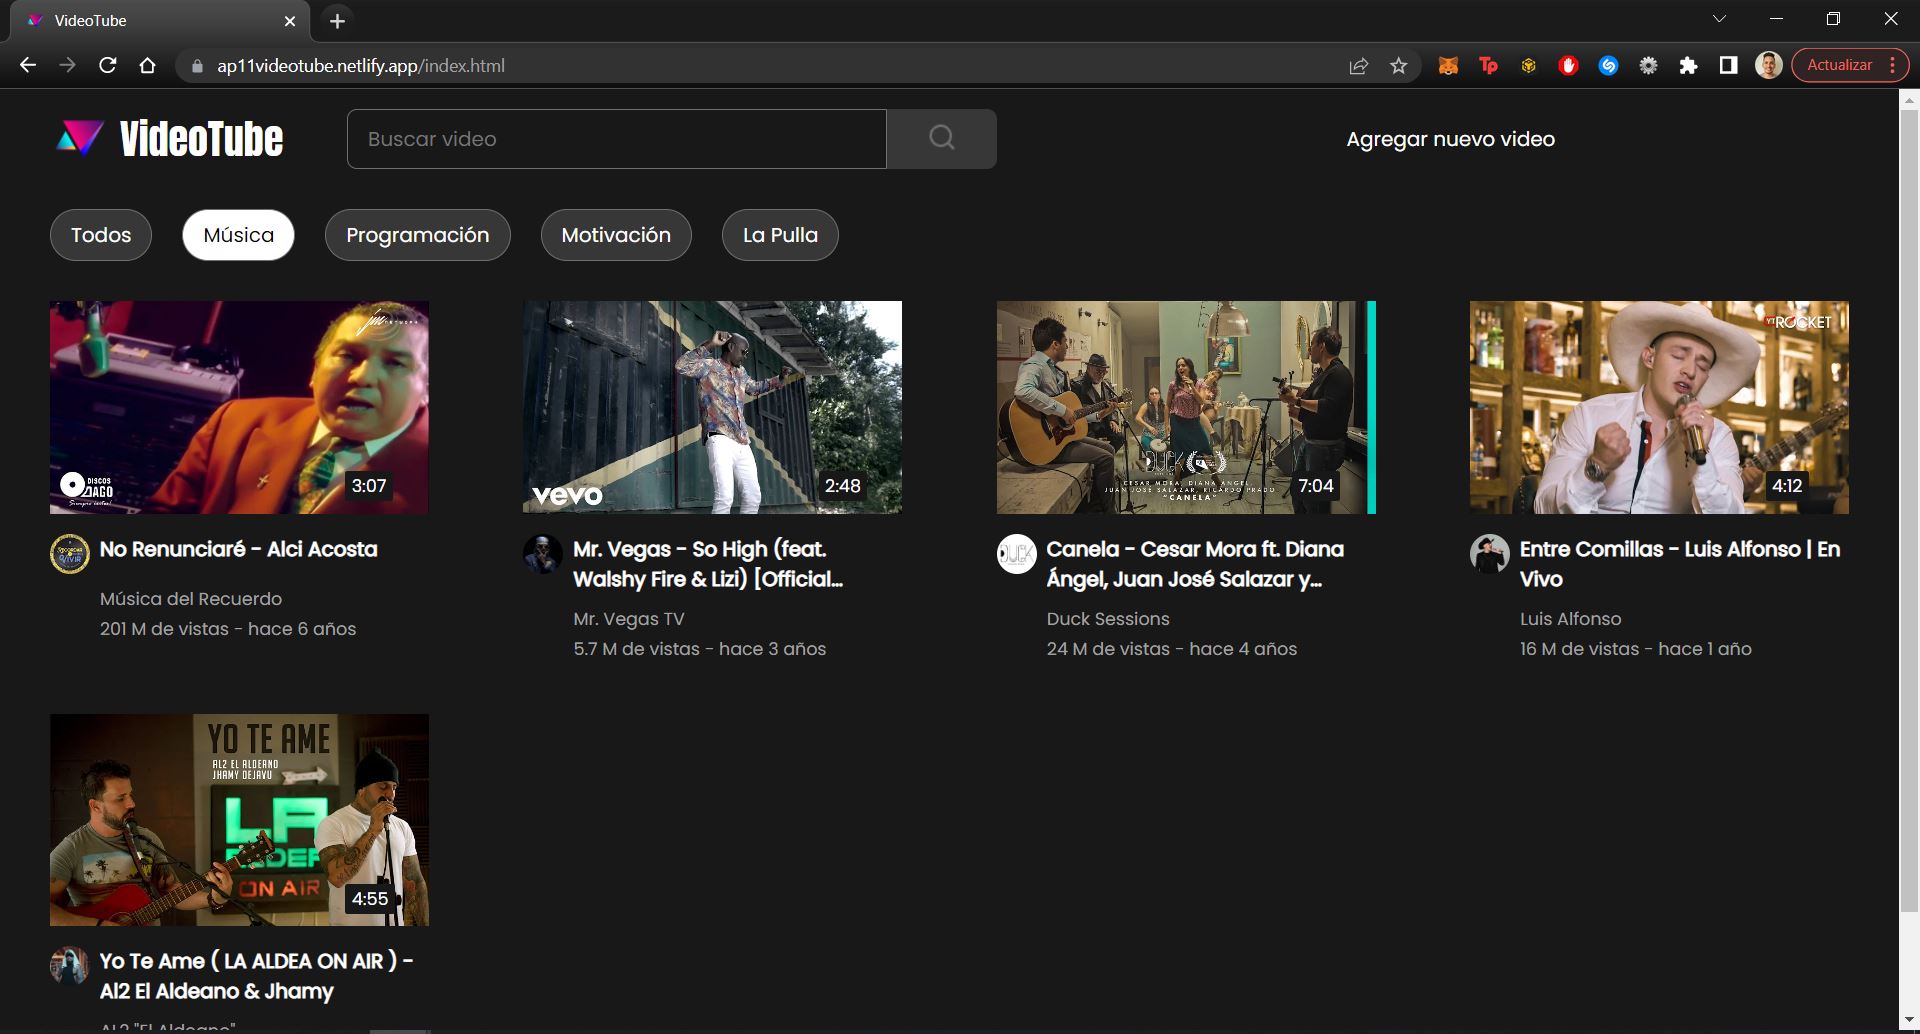 VideoTube
ap11videotube.netlify.app/index.html
Tp
Actualizar
VideoTube
Buscar video
Agregar nuevo video
Todos
Música
Programación
Motivación
La Pulla
DISCOS
3:07
vevo
2:48
DUCK
CESAR MORA, DIANA ANGEL,
JUAN JOSE SALAZAR, RICARDO PRADO
"CANELA"
7:04
YT ROCKET
4:12
No Renunciaré - Alci Acosta
Música del Recuerdo
201 M de vistas - hace 6 años
Mr. Vegas - So High (feat.
Walshy Fire & Lizi) [Official...
Mr. Vegas TV
5.7 M de vistas - hace 3 años
DUCK
Canela - Cesar Mora ft. Diana
Ángel, Juan José Salazar y...
Duck Sessions
24 M de vistas - hace 4 años
Entre Comillas - Luis Alfonso | En
Vivo
Luis Alfonso
16 M de vistas - hace 1 año
YO TE AME
AL2 EL ALDEANO
JHAMY DEJAVU
LA
ON AIR
4:55
Yo Te Ame ( LA ALDEA ON AIR ) -
Al2 El Aldeano & Jhamy
AL2 "El Aldeano"